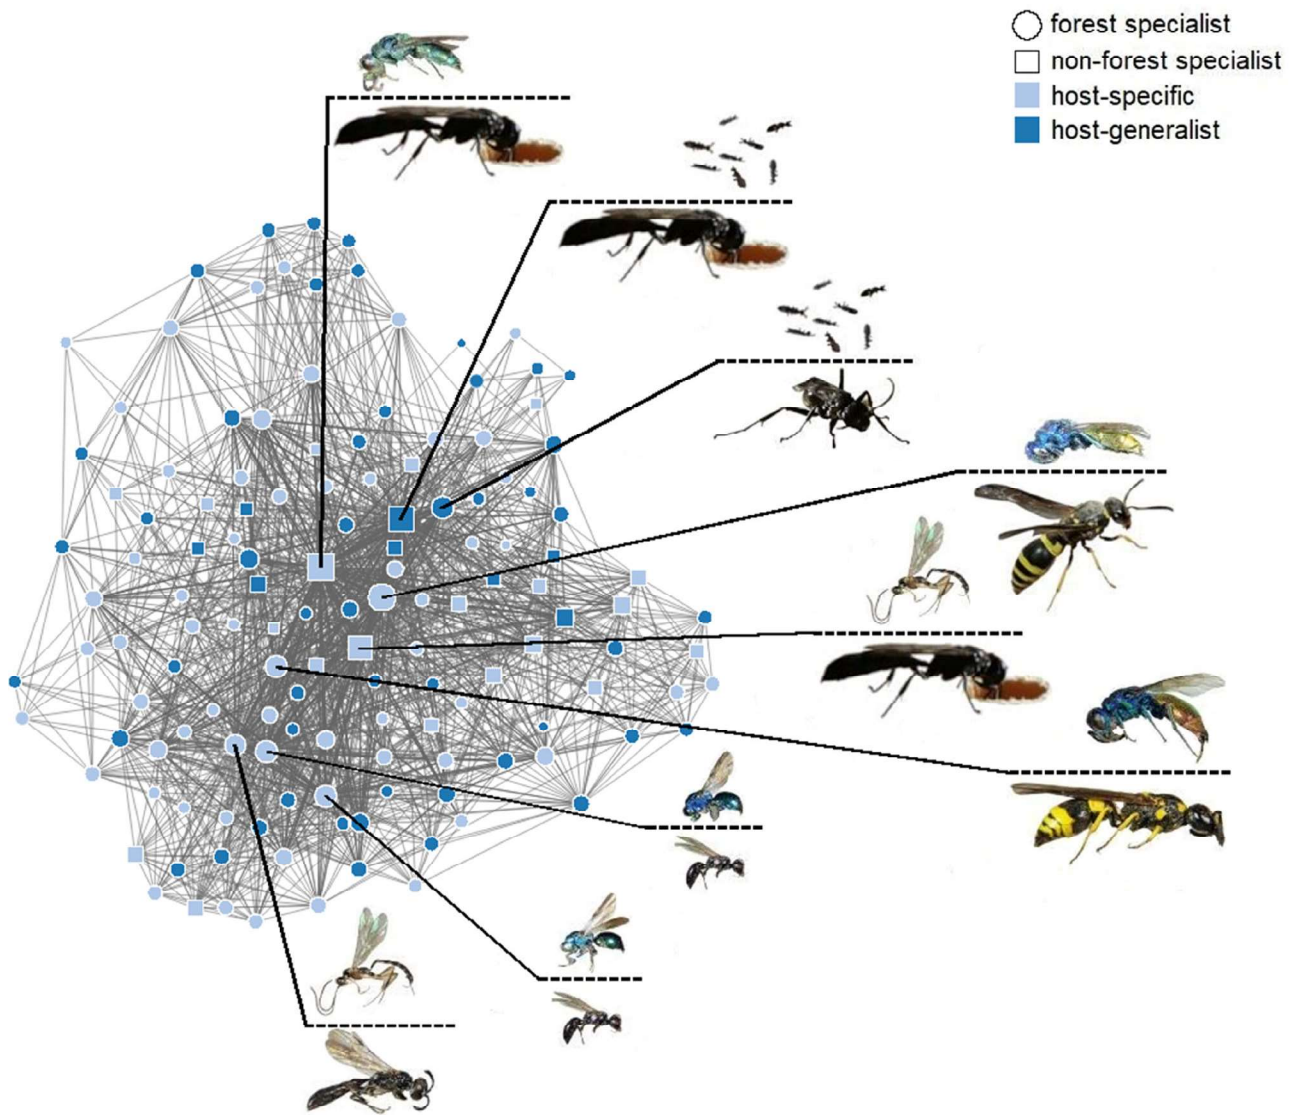 forest specialist
non-forest specialist
host-specific
host-generalist